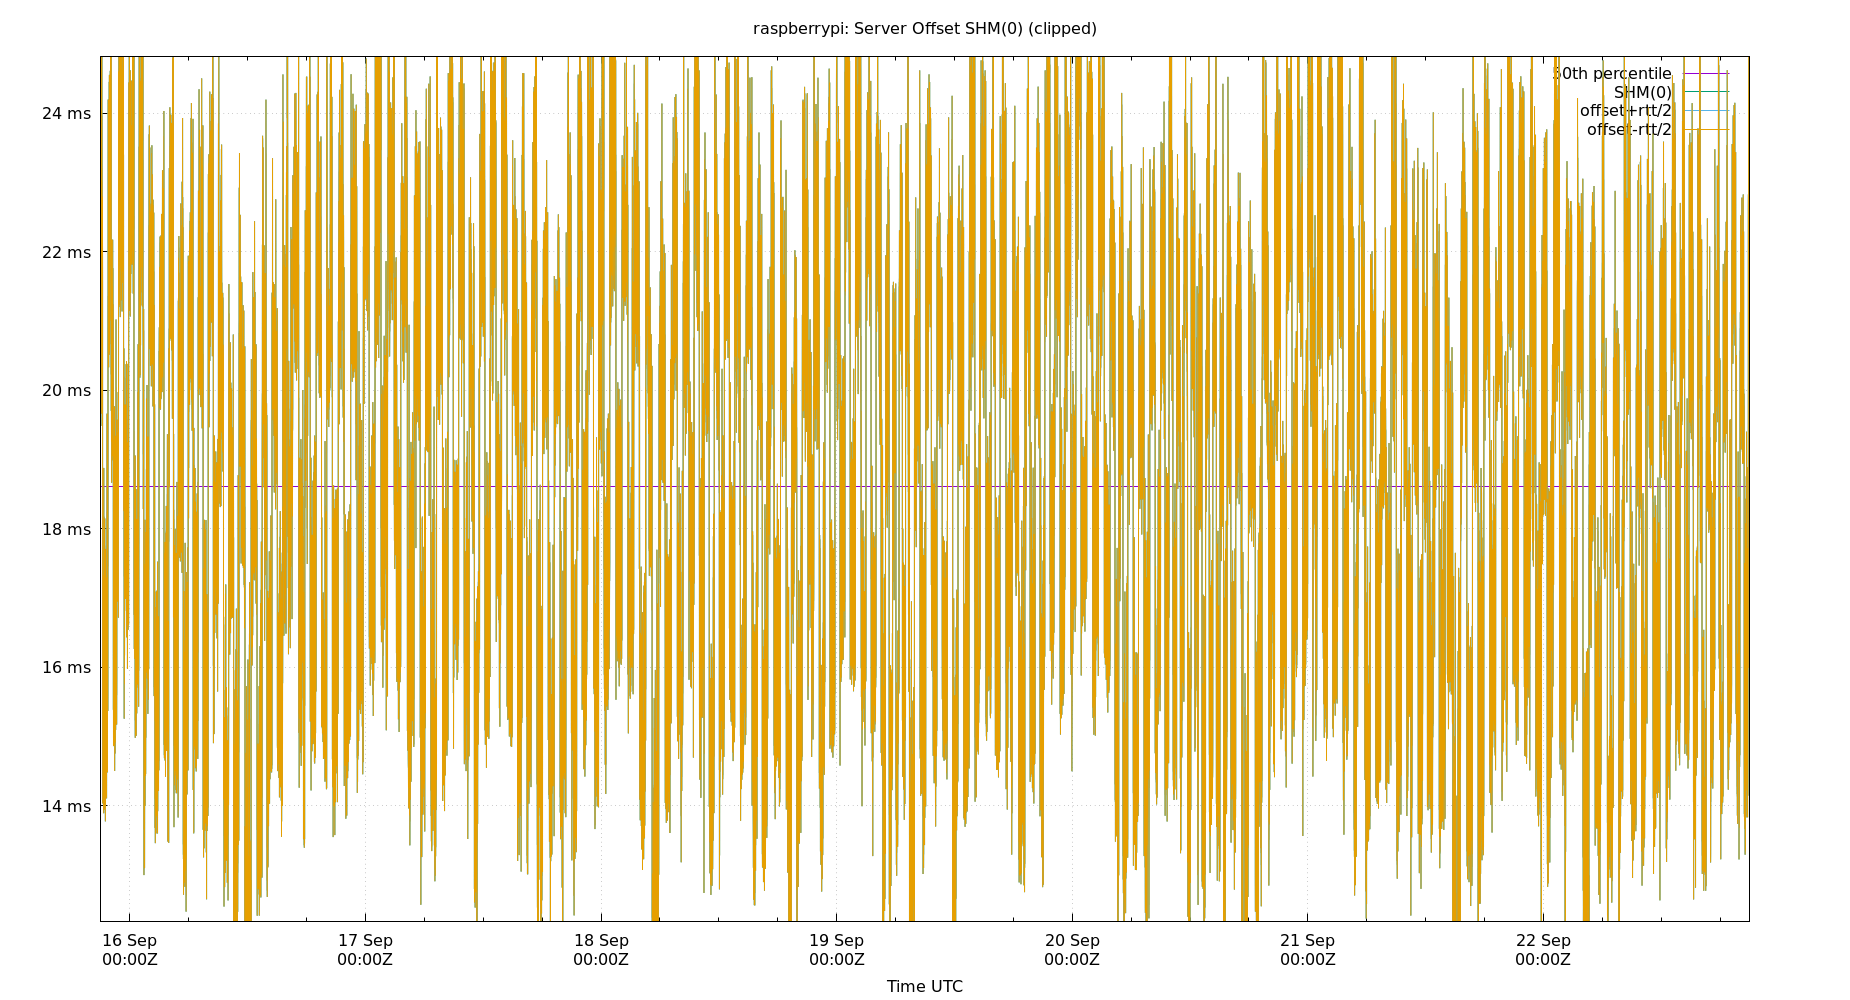 raspberrypi: Server Offset SHM(0) (clipped)
50th percentile
SHM(0)
offset+rtt/2
offset-rtt/2
24 ms
22 ms
20 ms
18 ms
16 ms
14 ms
16 Sep 17 Sep 18 Sep 19 Sep 20 Sep 21 Sep 22 Sep
00:00Z 00:00Z 00:00Z 00:00Z 00:00Z 00:00Z 00:00Z
Time UTC